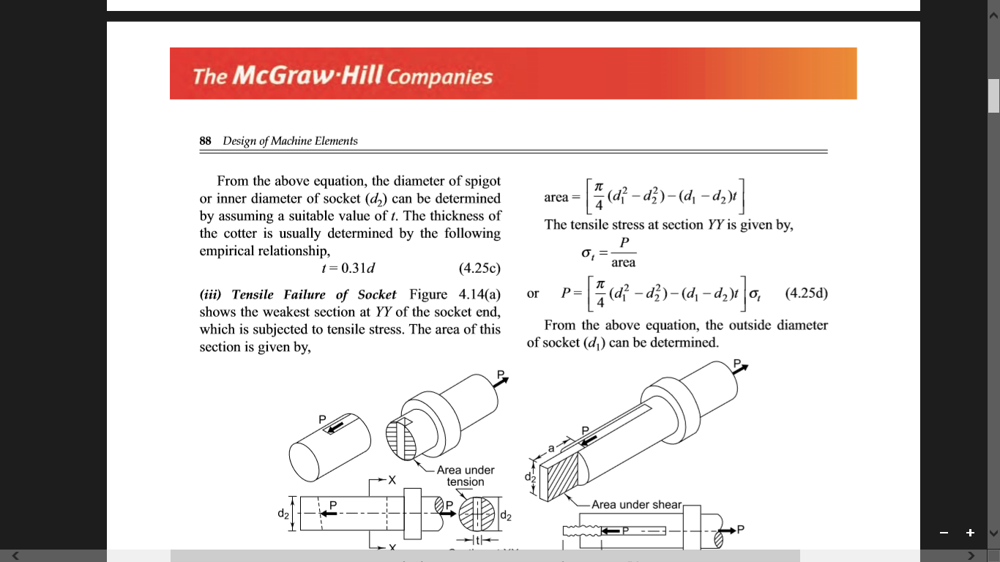 The McGraw·Hill Companies
88 Design of Machine Elements
From the above equation, the diameter of spigot
or inner diameter of socket (d₂) can be determined
by assuming a suitable value of t. The thickness of
the cotter is usually determined by the following
empirical relationship,
t = 0.31d (4.25c)
(iii) Tensile Failure of Socket Figure 4.14(a)
shows the weakest section at YY of the socket end,
which is subjected to tensile stress. The area of this
section is given by,
area = [π/4 (d₁² – d₂²) – (d₁ – d₂)t]
The tensile stress at section YY is given by,
σₜ = P/area
or P = [π/4 (d₁² – d₂²) – (d₁ – d₂)t] σₜ (4.25d)
From the above equation, the outside diameter
of socket (d₁) can be determined.
P
P
Area under
tension
X
d₂
P
P
d₂
t
X
P
P
a
d₂
Area under shear
P
P